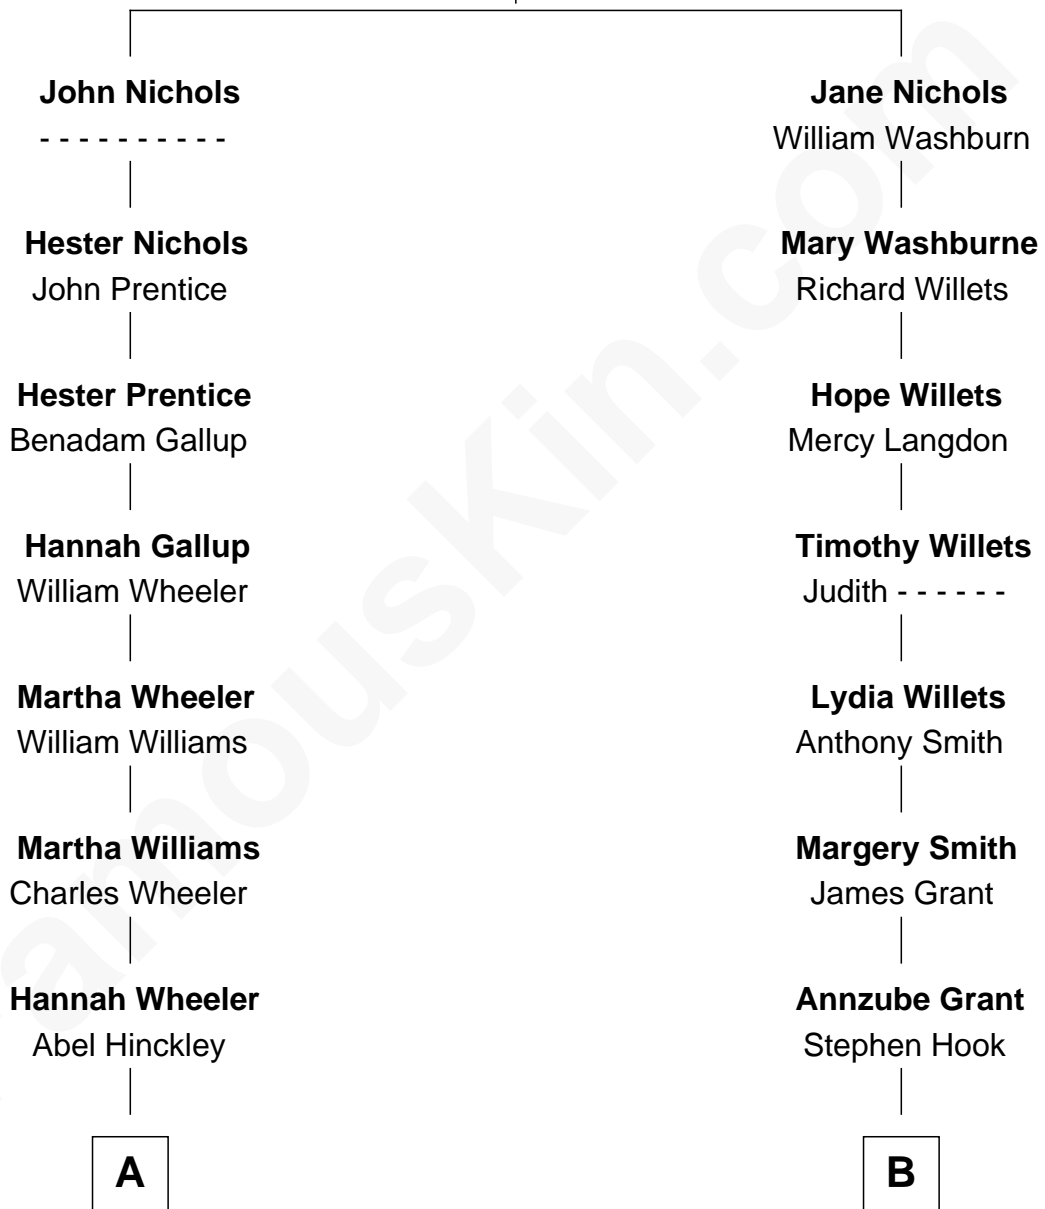 John Nichols
- - - - - - - - - -
Hester Nichols
John Prentice
Hester Prentice
Benadam Gallup
Hannah Gallup
William Wheeler
Martha Wheeler
William Williams
Martha Williams
Charles Wheeler
Hannah Wheeler
Abel Hinckley
A
Jane Nichols
William Washburn
Mary Washburne
Richard Willets
Hope Willets
Mercy Langdon
Timothy Willets
Judith - - - - - -
Lydia Willets
Anthony Smith
Margery Smith
James Grant
Annzube Grant
Stephen Hook
B
amouskin.com